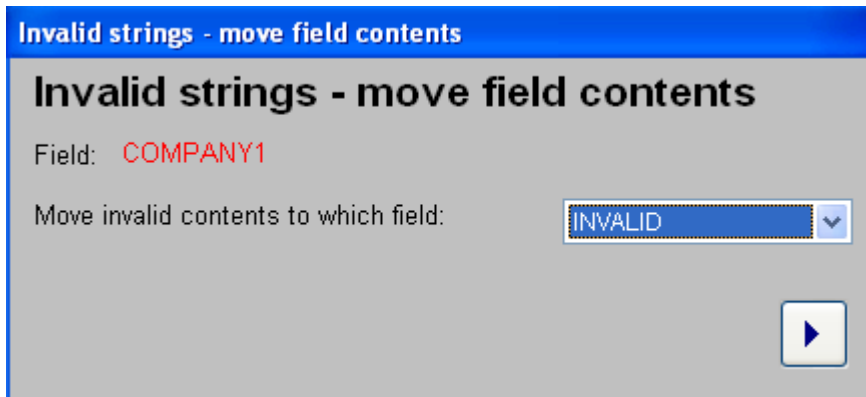 Invalid strings - move field contents
Invalid strings - move field contents
Field: COMPANY1
Move invalid contents to which field: INVALID